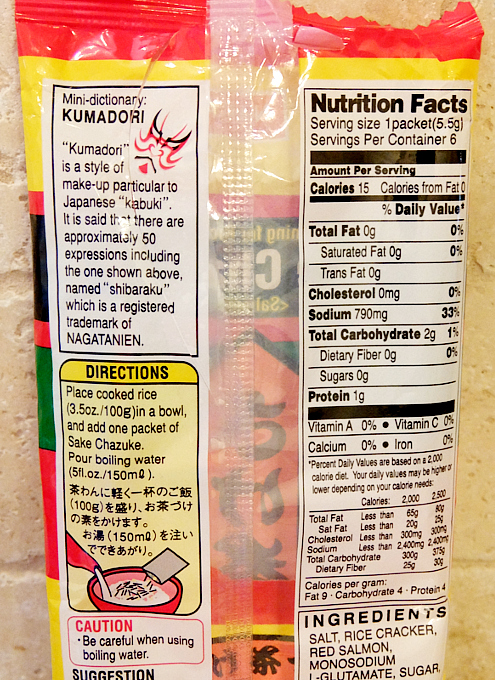 Mini-dictionary:
KUMADORI
"Kumadori"
is a style of
make-up particular to
Japanese "kabuki".
It is said that there are
approximately 50
expressions including
the one shown above,
named "shibaraku"
which is a registered
trademark of
NAGATANIEN.
DIRECTIONS
Place cooked rice
(3.5oz./100g)in a bowl,
and add one packet of
Sake Chazuke.
Pour boiling water
(5fl.oz./150mℓ).
茶わんに軽く一杯のご飯
(100g)を盛り、お茶づけ
の素をかけます。
お湯(150mℓ)を注い
でできあがり。
CAUTION
・Be careful when using
boiling water.
SUGGESTION
Nutrition Facts
Serving size 1packet(5.5g)
Servings Per Container 6
Amount Per Serving
Calories 15 Calories from Fat 0
% Daily Value*
Total Fat 0g 0%
Saturated Fat 0g 0%
Trans Fat 0g
Cholesterol 0mg 0%
Sodium 790mg 33%
Total Carbohydrate 2g 1%
Dietary Fiber 0g 0%
Sugars 0g
Protein 1g
Vitamin A 0% • Vitamin C 0%
Calcium 0% • Iron 0%
*Percent Daily Values are based on a 2,000
calorie diet. Your daily values may be higher or
lower depending on your calorie needs:
Calories: 2,000 2,500
Total Fat Less than 65g 80g
Sat Fat Less than 20g 25g
Cholesterol Less than 300mg 300mg
Sodium Less than 2,400mg 2,400mg
Total Carbohydrate 300g 375g
Dietary Fiber 25g 30g
Calories per gram:
Fat 9 · Carbohydrate 4 · Protein 4
INGREDIENTS
SALT, RICE CRACKER,
RED SALMON,
MONOSODIUM
L-GLUTAMATE, SUGAR,